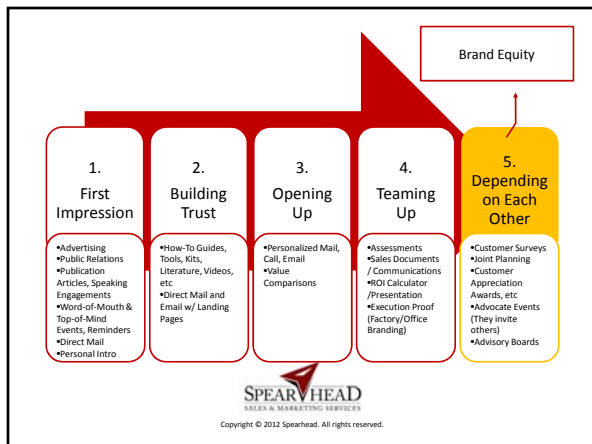 Brand Equity
1.
First
Impression
•Advertising
•Public Relations
•Publication
Articles, Speaking
Engagements
•Word-of-Mouth &
Top-of-Mind
Events, Reminders
•Direct Mail
•Personal Intro
2.
Building
Trust
•How-To Guides,
Tools, Kits,
Literature, Videos,
etc
•Direct Mail and
Email w/ Landing
Pages
3.
Opening
Up
•Personalized Mail,
Call, Email
•Value
Comparisons
4.
Teaming
Up
•Assessments
•Sales Documents
/ Communications
•ROI Calculator
/Presentation
•Execution Proof
(Factory/Office
Branding)
5.
Depending
on Each
Other
•Customer Surveys
•Joint Planning
•Customer
Appreciation
Awards, etc
•Advocate Events
(They invite
others)
•Advisory Boards
SPEARHEAD
SALES & MARKETING SERVICES
Copyright © 2012 Spearhead. All rights reserved.